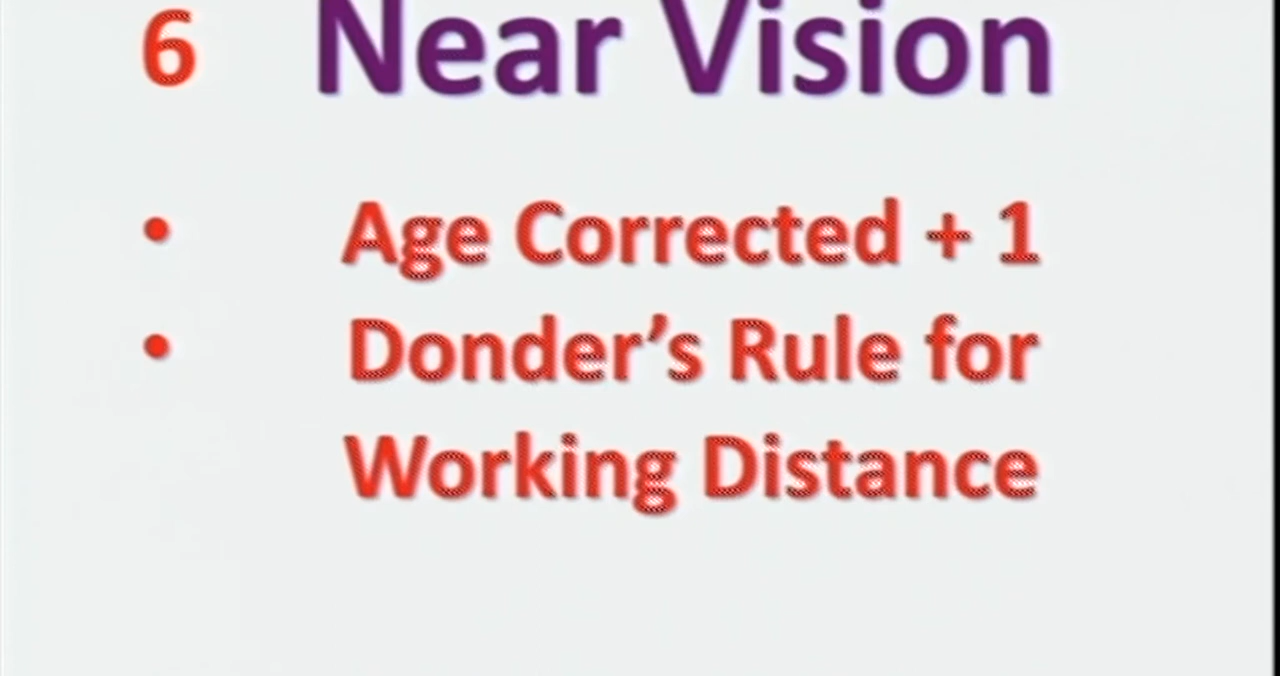 6 Near Vision
• Age Corrected + 1
• Donder’s Rule for
Working Distance